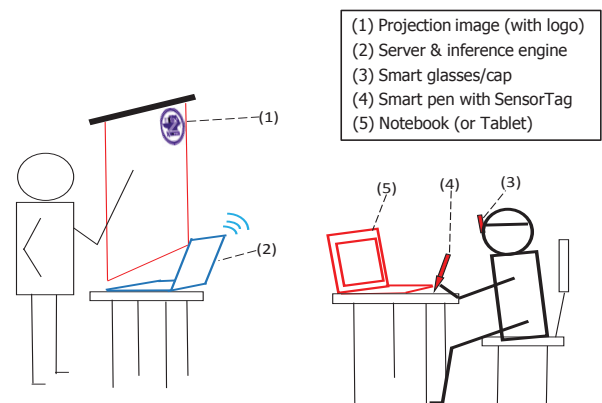 (1) Projection image (with logo)
(2) Server & inference engine
(3) Smart glasses/cap
(4) Smart pen with SensorTag
(5) Notebook (or Tablet)
(1)
(2)
(5)
(4)
(3)